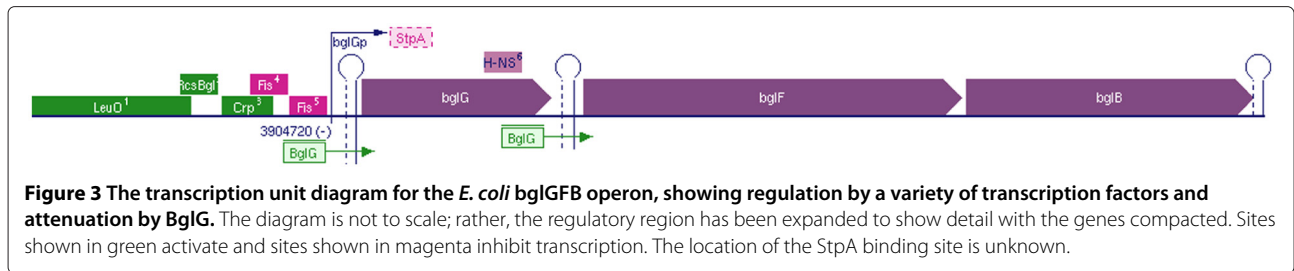 bglGp
StpA
RcsBgl
Fis4
H-NS6
LeuO1
Crp3
Fis5
bglG
bglF
bglB
3904720 (-)
BglG
BglG
Figure 3 The transcription unit diagram for the E. coli bglGFB operon, showing regulation by a variety of transcription factors and
attenuation by BglG. The diagram is not to scale; rather, the regulatory region has been expanded to show detail with the genes compacted. Sites
shown in green activate and sites shown in magenta inhibit transcription. The location of the StpA binding site is unknown.